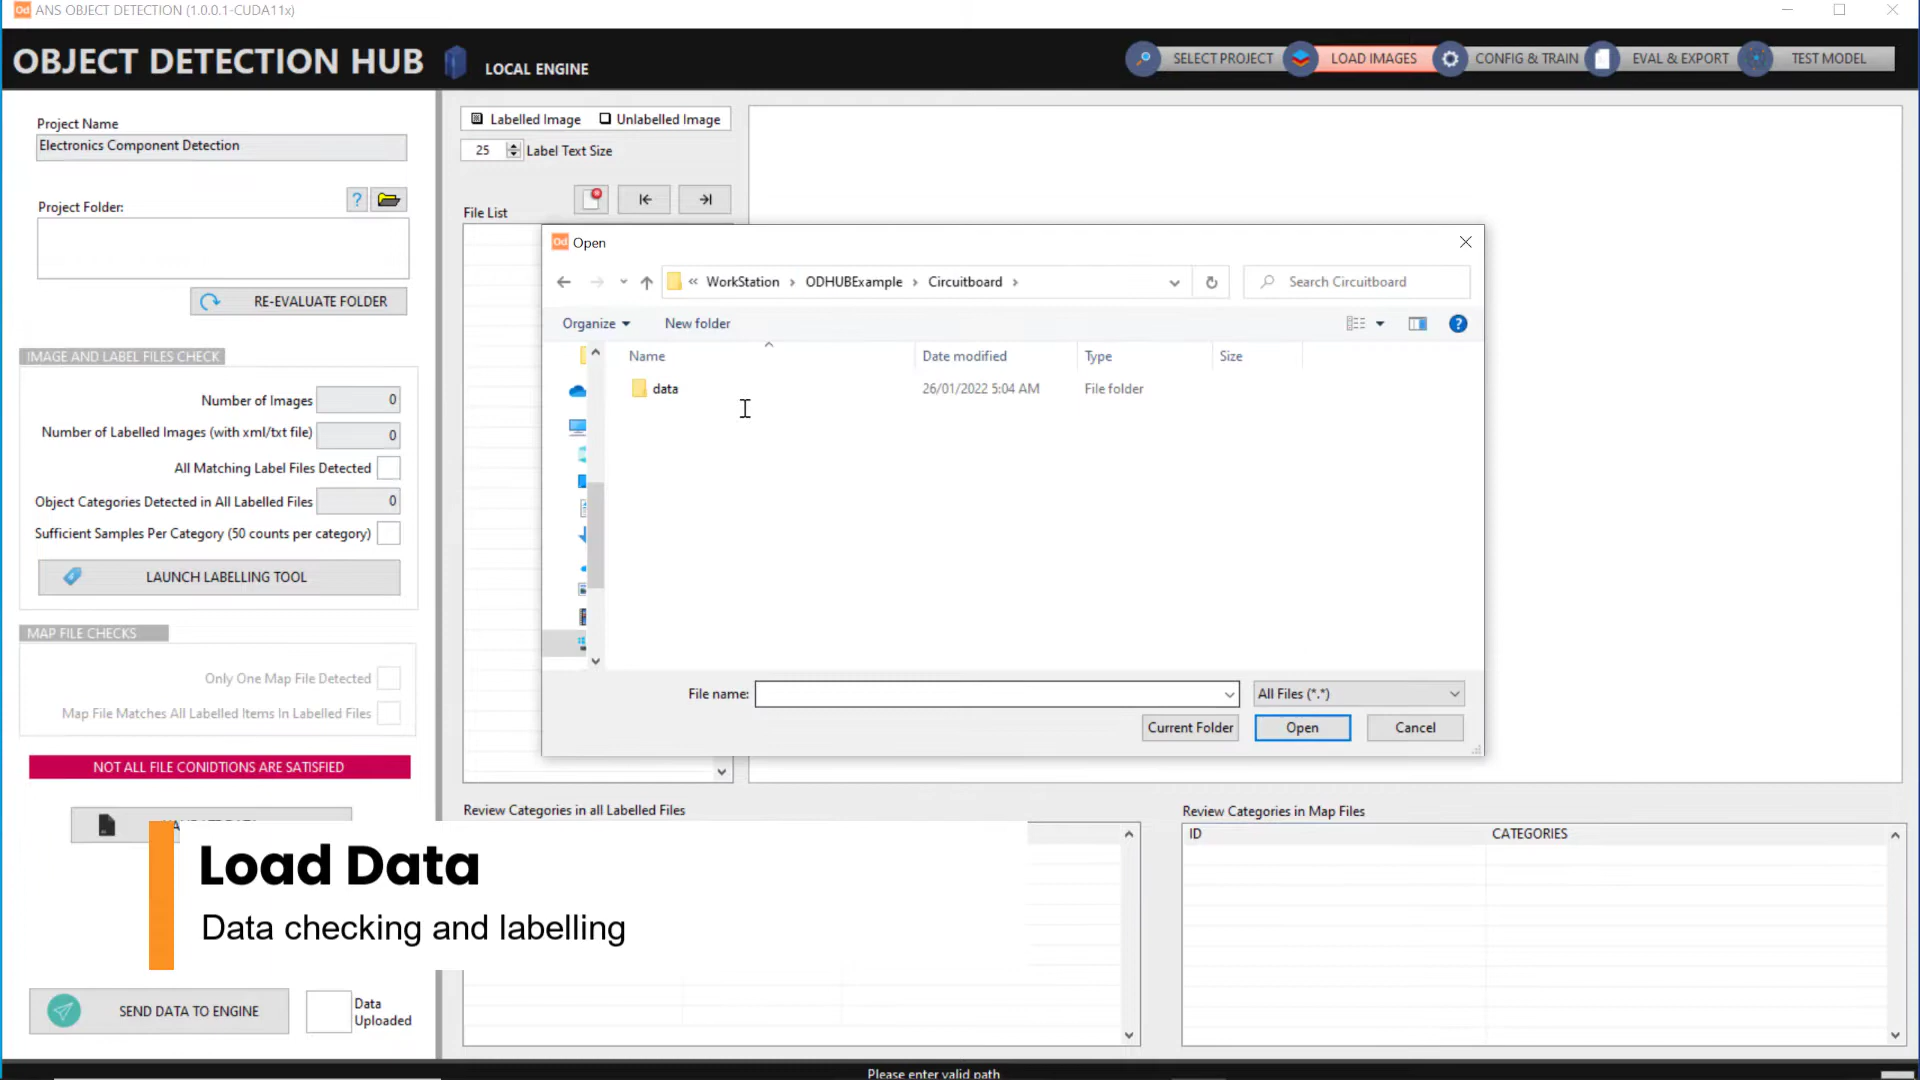 Od ANS OBJECT DETECTION (1.0.0.1-CUDA11x)
OBJECT DETECTION HUB
LOCAL ENGINE
SELECT PROJECT
LOAD IMAGES
CONFIG & TRAIN
EVAL & EXPORT
TEST MODEL
Project Name
Electronics Component Detection
Project Folder:
?
RE-EVALUATE FOLDER
IMAGE AND LABEL FILES CHECK
Number of Images 0
Number of Labelled Images (with xml/txt file) 0
All Matching Label Files Detected
Object Categories Detected in All Labelled Files 0
Sufficient Samples Per Category (50 counts per category)
LAUNCH LABELLING TOOL
MAP FILE CHECKS
Only One Map File Detected
Map File Matches All Labelled Items In Labelled Files
NOT ALL FILE CONIDTIONS ARE SATISFIED
SEND DATA TO ENGINE
Data
Uploaded
Labelled Image Unlabelled Image
25 Label Text Size
File List
Od Open
« WorkStation › ODHUBExample › Circuitboard ›
Search Circuitboard
Organize New folder
?
Name Date modified Type Size
data 26/01/2022 5:04 AM File folder
File name:
All Files (*.*)
Current Folder Open Cancel
Review Categories in all Labelled Files
Review Categories in Map Files
ID CATEGORIES
Load Data
Data checking and labelling
Please enter valid path